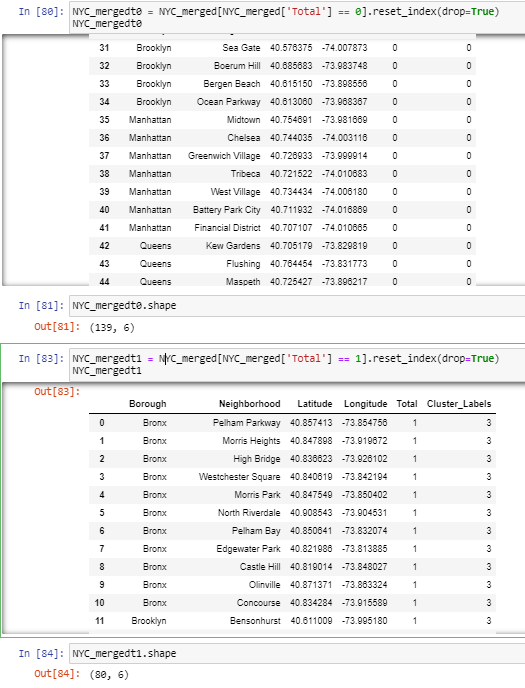 In [80]: NYC_mergedt0 = NYC_merged[NYC_merged['Total'] == 0].reset_index(drop=True)
NYC_mergedt0
31 Brooklyn Sea Gate 40.576375 -74.007873 0 0
32 Brooklyn Boerum Hill 40.685683 -73.983748 0 0
33 Brooklyn Bergen Beach 40.615150 -73.898556 0 0
34 Brooklyn Ocean Parkway 40.613060 -73.968367 0 0
35 Manhattan Midtown 40.754691 -73.981669 0 0
36 Manhattan Chelsea 40.744035 -74.003116 0 0
37 Manhattan Greenwich Village 40.726933 -73.999914 0 0
38 Manhattan Tribeca 40.721522 -74.010683 0 0
39 Manhattan West Village 40.734434 -74.006180 0 0
40 Manhattan Battery Park City 40.711932 -74.016869 0 0
41 Manhattan Financial District 40.707107 -74.010665 0 0
42 Queens Kew Gardens 40.705179 -73.829819 0 0
43 Queens Flushing 40.764454 -73.831773 0 0
44 Queens Maspeth 40.725427 -73.896217 0 0
In [81]: NYC_mergedt0.shape
Out[81]: (139, 6)
In [83]: NYC_mergedt1 = NYC_merged[NYC_merged['Total'] == 1].reset_index(drop=True)
NYC_mergedt1
Out[83]:
Borough Neighborhood Latitude Longitude Total Cluster_Labels
0 Bronx Pelham Parkway 40.857413 -73.854756 1 3
1 Bronx Morris Heights 40.847898 -73.919672 1 3
2 Bronx High Bridge 40.836623 -73.926102 1 3
3 Bronx Westchester Square 40.840619 -73.842194 1 3
4 Bronx Morris Park 40.847549 -73.850402 1 3
5 Bronx North Riverdale 40.908543 -73.904531 1 3
6 Bronx Pelham Bay 40.850641 -73.832074 1 3
7 Bronx Edgewater Park 40.821986 -73.813885 1 3
8 Bronx Castle Hill 40.819014 -73.848027 1 3
9 Bronx Olinville 40.871371 -73.863324 1 3
10 Bronx Concourse 40.834284 -73.915589 1 3
11 Brooklyn Bensonhurst 40.611009 -73.995180 1 3
In [84]: NYC_mergedt1.shape
Out[84]: (80, 6)